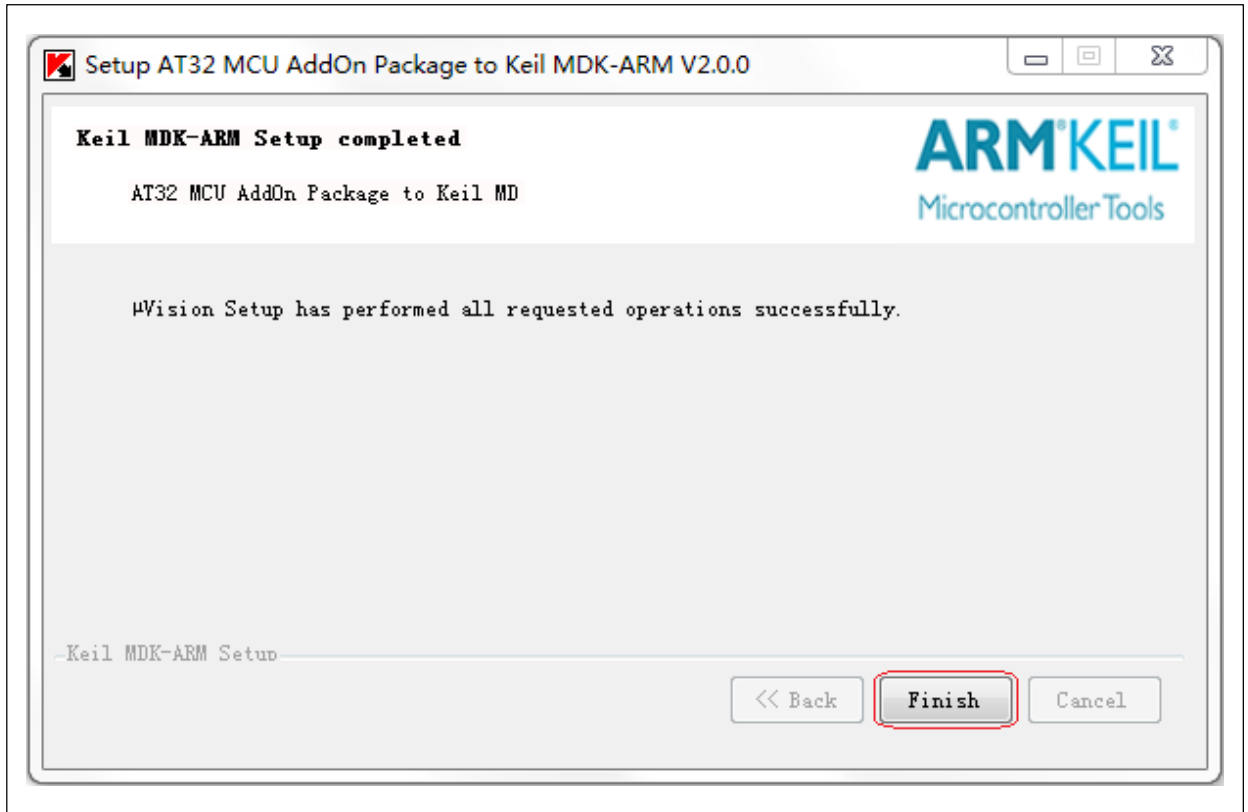 Setup AT32 MCU AddOn Package to Keil MDK-ARM V2.0.0
Keil MDK-ARM Setup completed
AT32 MCU AddOn Package to Keil MD
ARM®KEIL®
Microcontroller Tools
µVision Setup has performed all requested operations successfully.
Keil MDK-ARM Setup
<< Back
Finish
Cancel